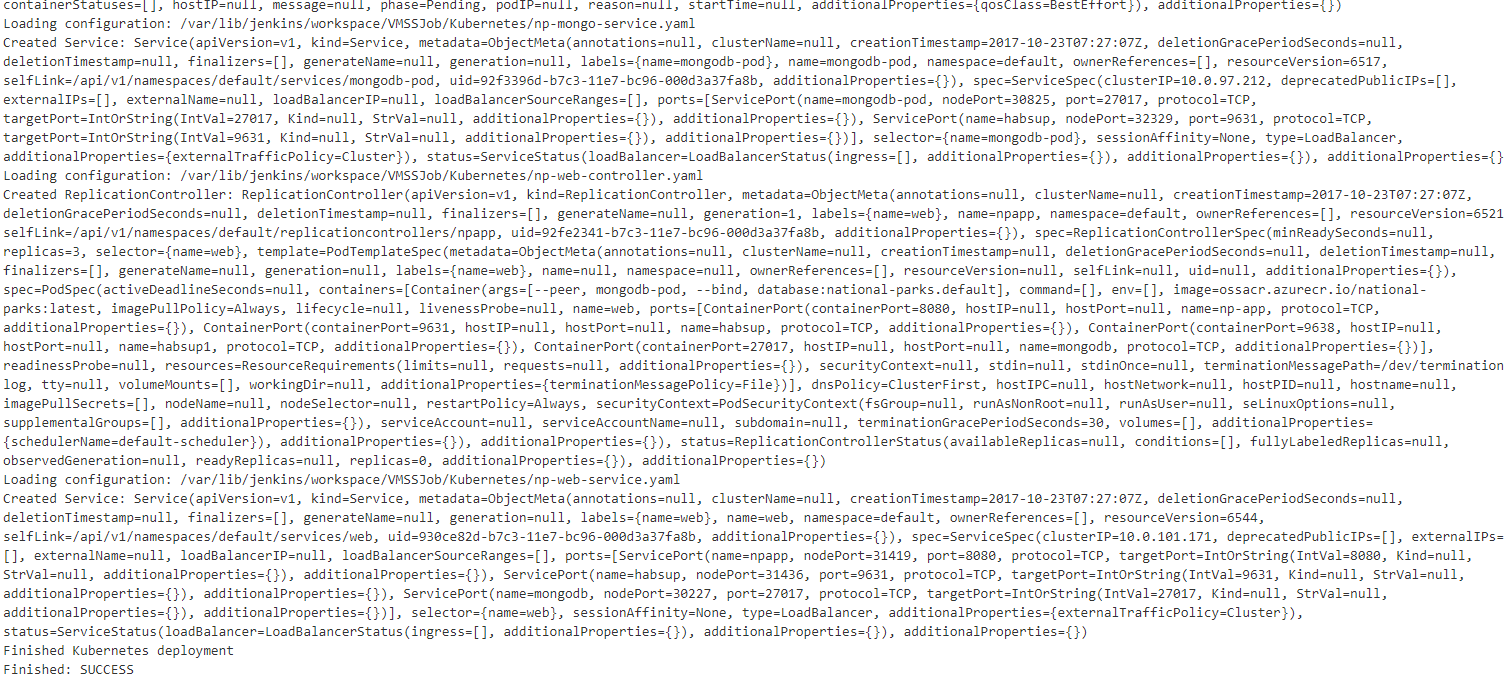 containerStatuses=[], hostIP=null, message=null, phase=Pending, podIP=null, reason=null, startTime=null, additionalProperties={qosClass=BestEffort}), additionalProperties={})
Loading configuration: /var/lib/jenkins/workspace/VMSSJob/Kubernetes/np-mongo-service.yaml
Created Service: Service(apiVersion=v1, kind=Service, metadata=ObjectMeta(annotations=null, clusterName=null, creationTimestamp=2017-10-23T07:27:07Z, deletionGracePeriodSeconds=null,
deletionTimestamp=null, finalizers=[], generateName=null, generation=null, labels={name=mongodb-pod}, name=mongodb-pod, namespace=default, ownerReferences=[], resourceVersion=6517,
selfLink=/api/v1/namespaces/default/services/mongodb-pod, uid=92f3396d-b7c3-11e7-bc96-000d3a37fa8b, additionalProperties={}), spec=ServiceSpec(clusterIP=10.0.97.212, deprecatedPublicIPs=[],
externalIPs=[], externalName=null, loadBalancerIP=null, loadBalancerSourceRanges=[], ports=[ServicePort(name=mongodb-pod, nodePort=30825, port=27017, protocol=TCP,
targetPort=IntOrString(IntVal=27017, Kind=null, StrVal=null, additionalProperties={}), additionalProperties={}), ServicePort(name=habsup, nodePort=32329, port=9631, protocol=TCP,
targetPort=IntOrString(IntVal=9631, Kind=null, StrVal=null, additionalProperties={}), additionalProperties={})], selector={name=mongodb-pod}, sessionAffinity=None, type=LoadBalancer,
additionalProperties={externalTrafficPolicy=Cluster}), status=ServiceStatus(loadBalancer=LoadBalancerStatus(ingress=[], additionalProperties={}), additionalProperties={}), additionalProperties={}
Loading configuration: /var/lib/jenkins/workspace/VMSSJob/Kubernetes/np-web-controller.yaml
Created ReplicationController: ReplicationController(apiVersion=v1, kind=ReplicationController, metadata=ObjectMeta(annotations=null, clusterName=null, creationTimestamp=2017-10-23T07:27:07Z,
deletionGracePeriodSeconds=null, deletionTimestamp=null, finalizers=[], generateName=null, generation=1, labels={name=web}, name=npapp, namespace=default, ownerReferences=[], resourceVersion=6521
selfLink=/api/v1/namespaces/default/replicationcontrollers/npapp, uid=92fe2341-b7c3-11e7-bc96-000d3a37fa8b, additionalProperties={}), spec=ReplicationControllerSpec(minReadySeconds=null,
replicas=3, selector={name=web}, template=PodTemplateSpec(metadata=ObjectMeta(annotations=null, clusterName=null, creationTimestamp=null, deletionGracePeriodSeconds=null, deletionTimestamp=null,
finalizers=[], generateName=null, generation=null, labels={name=web}, name=null, namespace=null, ownerReferences=[], resourceVersion=null, selfLink=null, uid=null, additionalProperties={}),
spec=PodSpec(activeDeadlineSeconds=null, containers=[Container(args=[--peer, mongodb-pod, --bind, database:national-parks.default], command=[], env=[], image=ossacr.azurecr.io/national-
parks:latest, imagePullPolicy=Always, lifecycle=null, livenessProbe=null, name=web, ports=[ContainerPort(containerPort=8080, hostIP=null, hostPort=null, name=np-app, protocol=TCP,
additionalProperties={}), ContainerPort(containerPort=9631, hostIP=null, hostPort=null, name=habsup, protocol=TCP, additionalProperties={}), ContainerPort(containerPort=9638, hostIP=null,
hostPort=null, name=habsup1, protocol=TCP, additionalProperties={}), ContainerPort(containerPort=27017, hostIP=null, hostPort=null, name=mongodb, protocol=TCP, additionalProperties={})],
readinessProbe=null, resources=ResourceRequirements(limits=null, requests=null, additionalProperties={}), securityContext=null, stdin=null, stdinOnce=null, terminationMessagePath=/dev/termination
log, tty=null, volumeMounts=[], workingDir=null, additionalProperties={terminationMessagePolicy=File})], dnsPolicy=ClusterFirst, hostIPC=null, hostNetwork=null, hostPID=null, hostname=null,
imagePullSecrets=[], nodeName=null, nodeSelector=null, restartPolicy=Always, securityContext=PodSecurityContext(fsGroup=null, runAsNonRoot=null, runAsUser=null, seLinuxOptions=null,
supplementalGroups=[], additionalProperties={}), serviceAccount=null, serviceAccountName=null, subdomain=null, terminationGracePeriodSeconds=30, volumes=[], additionalProperties=
{schedulerName=default-scheduler}), additionalProperties={}), additionalProperties={}), status=ReplicationControllerStatus(availableReplicas=null, conditions=[], fullyLabeledReplicas=null,
observedGeneration=null, readyReplicas=null, replicas=0, additionalProperties={}), additionalProperties={})
Loading configuration: /var/lib/jenkins/workspace/VMSSJob/Kubernetes/np-web-service.yaml
Created Service: Service(apiVersion=v1, kind=Service, metadata=ObjectMeta(annotations=null, clusterName=null, creationTimestamp=2017-10-23T07:27:07Z, deletionGracePeriodSeconds=null,
deletionTimestamp=null, finalizers=[], generateName=null, generation=null, labels={name=web}, name=web, namespace=default, ownerReferences=[], resourceVersion=6544,
selfLink=/api/v1/namespaces/default/services/web, uid=930ce82d-b7c3-11e7-bc96-000d3a37fa8b, additionalProperties={}), spec=ServiceSpec(clusterIP=10.0.101.171, deprecatedPublicIPs=[], externalIPs=
[], externalName=null, loadBalancerIP=null, loadBalancerSourceRanges=[], ports=[ServicePort(name=npapp, nodePort=31419, port=8080, protocol=TCP, targetPort=IntOrString(IntVal=8080, Kind=null,
StrVal=null, additionalProperties={}), additionalProperties={}), ServicePort(name=habsup, nodePort=31436, port=9631, protocol=TCP, targetPort=IntOrString(IntVal=9631, Kind=null, StrVal=null,
additionalProperties={}), additionalProperties={}), ServicePort(name=mongodb, nodePort=30227, port=27017, protocol=TCP, targetPort=IntOrString(IntVal=27017, Kind=null, StrVal=null,
additionalProperties={}), additionalProperties={})], selector={name=web}, sessionAffinity=None, type=LoadBalancer, additionalProperties={externalTrafficPolicy=Cluster}),
status=ServiceStatus(loadBalancer=LoadBalancerStatus(ingress=[], additionalProperties={}), additionalProperties={}), additionalProperties={})
Finished Kubernetes deployment
Finished: SUCCESS